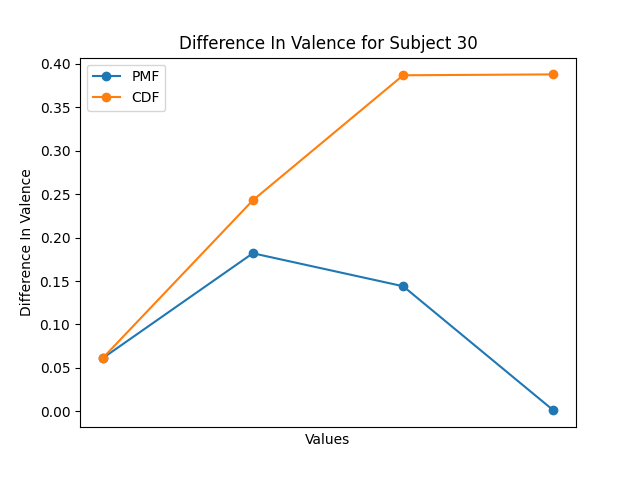 Difference In Valence for Subject 30
PMF
CDF
0.40
0.35
0.30
0.25
0.20
0.15
0.10
0.05
0.00
Difference In Valence
Values